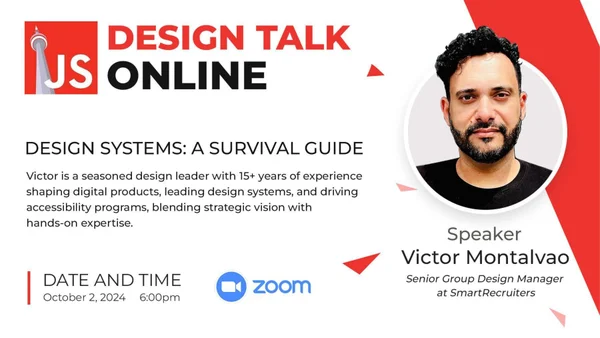 JS
DESIGN TALK
ONLINE
DESIGN SYSTEMS: A SURVIVAL GUIDE
Victor is a seasoned design leader with 15+ years of experience
shaping digital products, leading design systems, and driving
accessibility programs, blending strategic vision with
hands-on expertise.
DATE AND TIME
October 2, 2024 6:00pm
zoom
Speaker
Victor Montalvao
Senior Group Design Manager
at SmartRecruiters